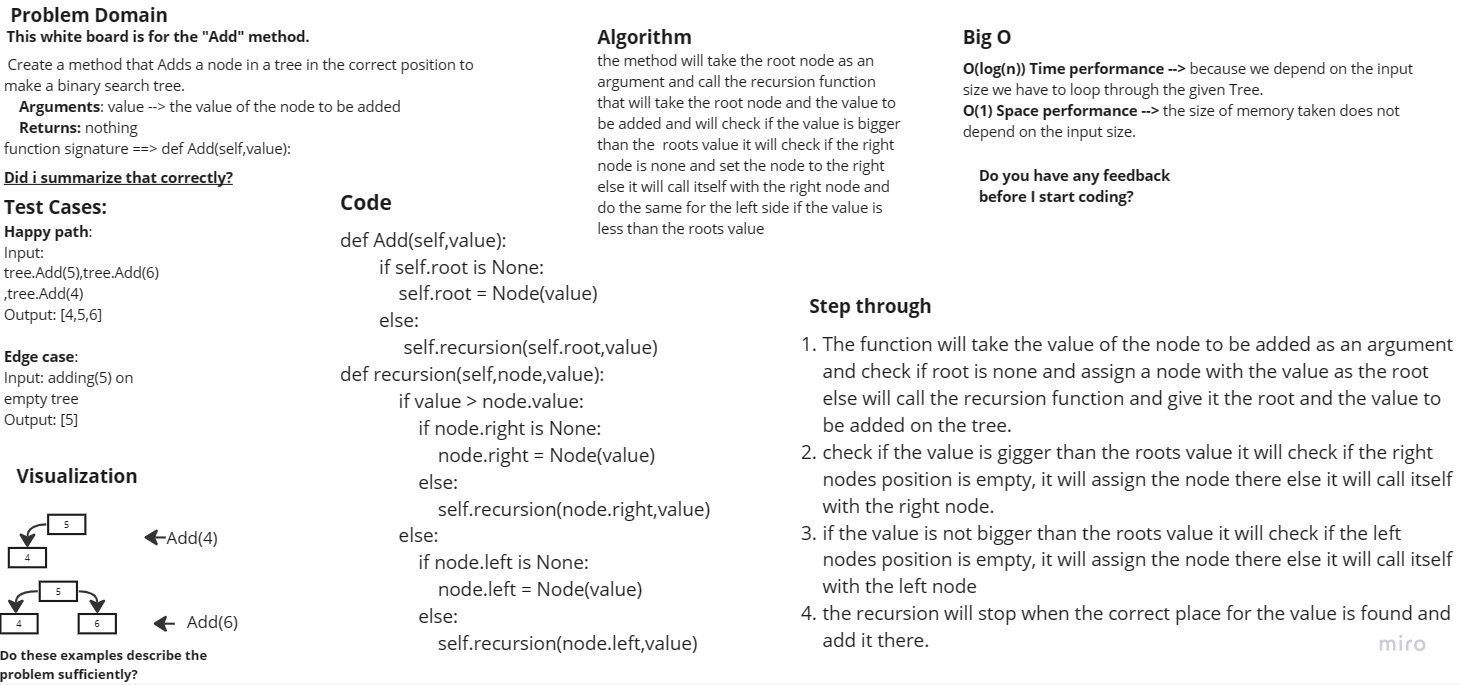 Problem Domain
This white board is for the "Add" method.
Create a method that Adds a node in a tree in the correct position to
make a binary search tree.
Arguments: value --> the value of the node to be added
Returns: nothing
function signature ==> def Add(self,value):
Did i summarize that correctly?
Test Cases:
Happy path:
Input:
tree.Add(5),tree.Add(6)
,tree.Add(4)
Output: [4,5,6]
Edge case:
Input: adding(5) on
empty tree
Output: [5]
Visualization
5
4
Add(4)
5
4
6
Add(6)
Do these examples describe the
problem sufficiently?
Code
def Add(self,value):
if self.root is None:
self.root = Node(value)
else:
self.recursion(self.root,value)
def recursion(self,node,value):
if value > node.value:
if node.right is None:
node.right = Node(value)
else:
self.recursion(node.right,value)
else:
if node.left is None:
node.left = Node(value)
else:
self.recursion(node.left,value)
Algorithm
the method will take the root node as an
argument and call the recursion function
that will take the root node and the value to
be added and will check if the value is bigger
than the roots value it will check if the right
node is none and set the node to the right
else it will call itself with the right node and
do the same for the left side if the value is
less than the roots value
Big O
O(log(n)) Time performance --> because we depend on the input
size we have to loop through the given Tree.
O(1) Space performance --> the size of memory taken does not
depend on the input size.
Do you have any feedback
before I start coding?
Step through
1. The function will take the value of the node to be added as an argument
and check if root is none and assign a node with the value as the root
else will call the recursion function and give it the root and the value to
be added on the tree.
2. check if the value is gigger than the roots value it will check if the right
nodes position is empty, it will assign the node there else it will call itself
with the right node.
3. if the value is not bigger than the roots value it will check if the left
nodes position is empty, it will assign the node there else it will call itself
with the left node
4. the recursion will stop when the correct place for the value is found and
add it there.
miro